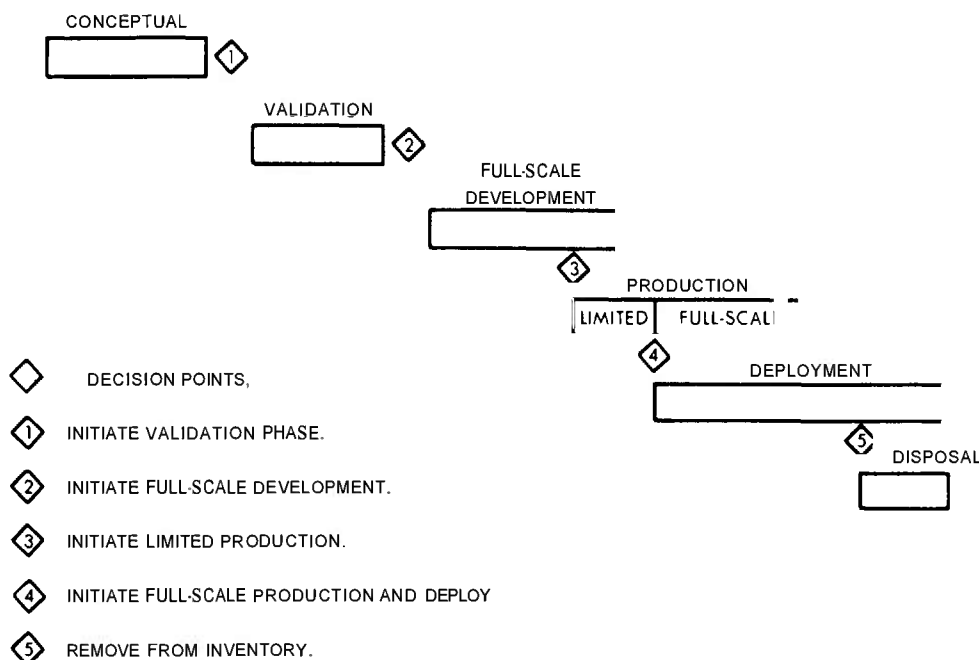 CONCEPTUAL
1
VALIDATION
2
FULL-SCALE
DEVELOPMENT
3
PRODUCTION
LIMITED FULL-SCAL
4
DEPLOYMENT
5
DISPOSAL
DECISION POINTS,
1 INITIATE VALIDATION PHASE.
2 INITIATE FULL-SCALE DEVELOPMENT.
3 INITIATE LIMITED PRODUCTION.
4 INITIATE FULL-SCALE PRODUCTION AND DEPLOY
5 REMOVE FROM INVENTORY.